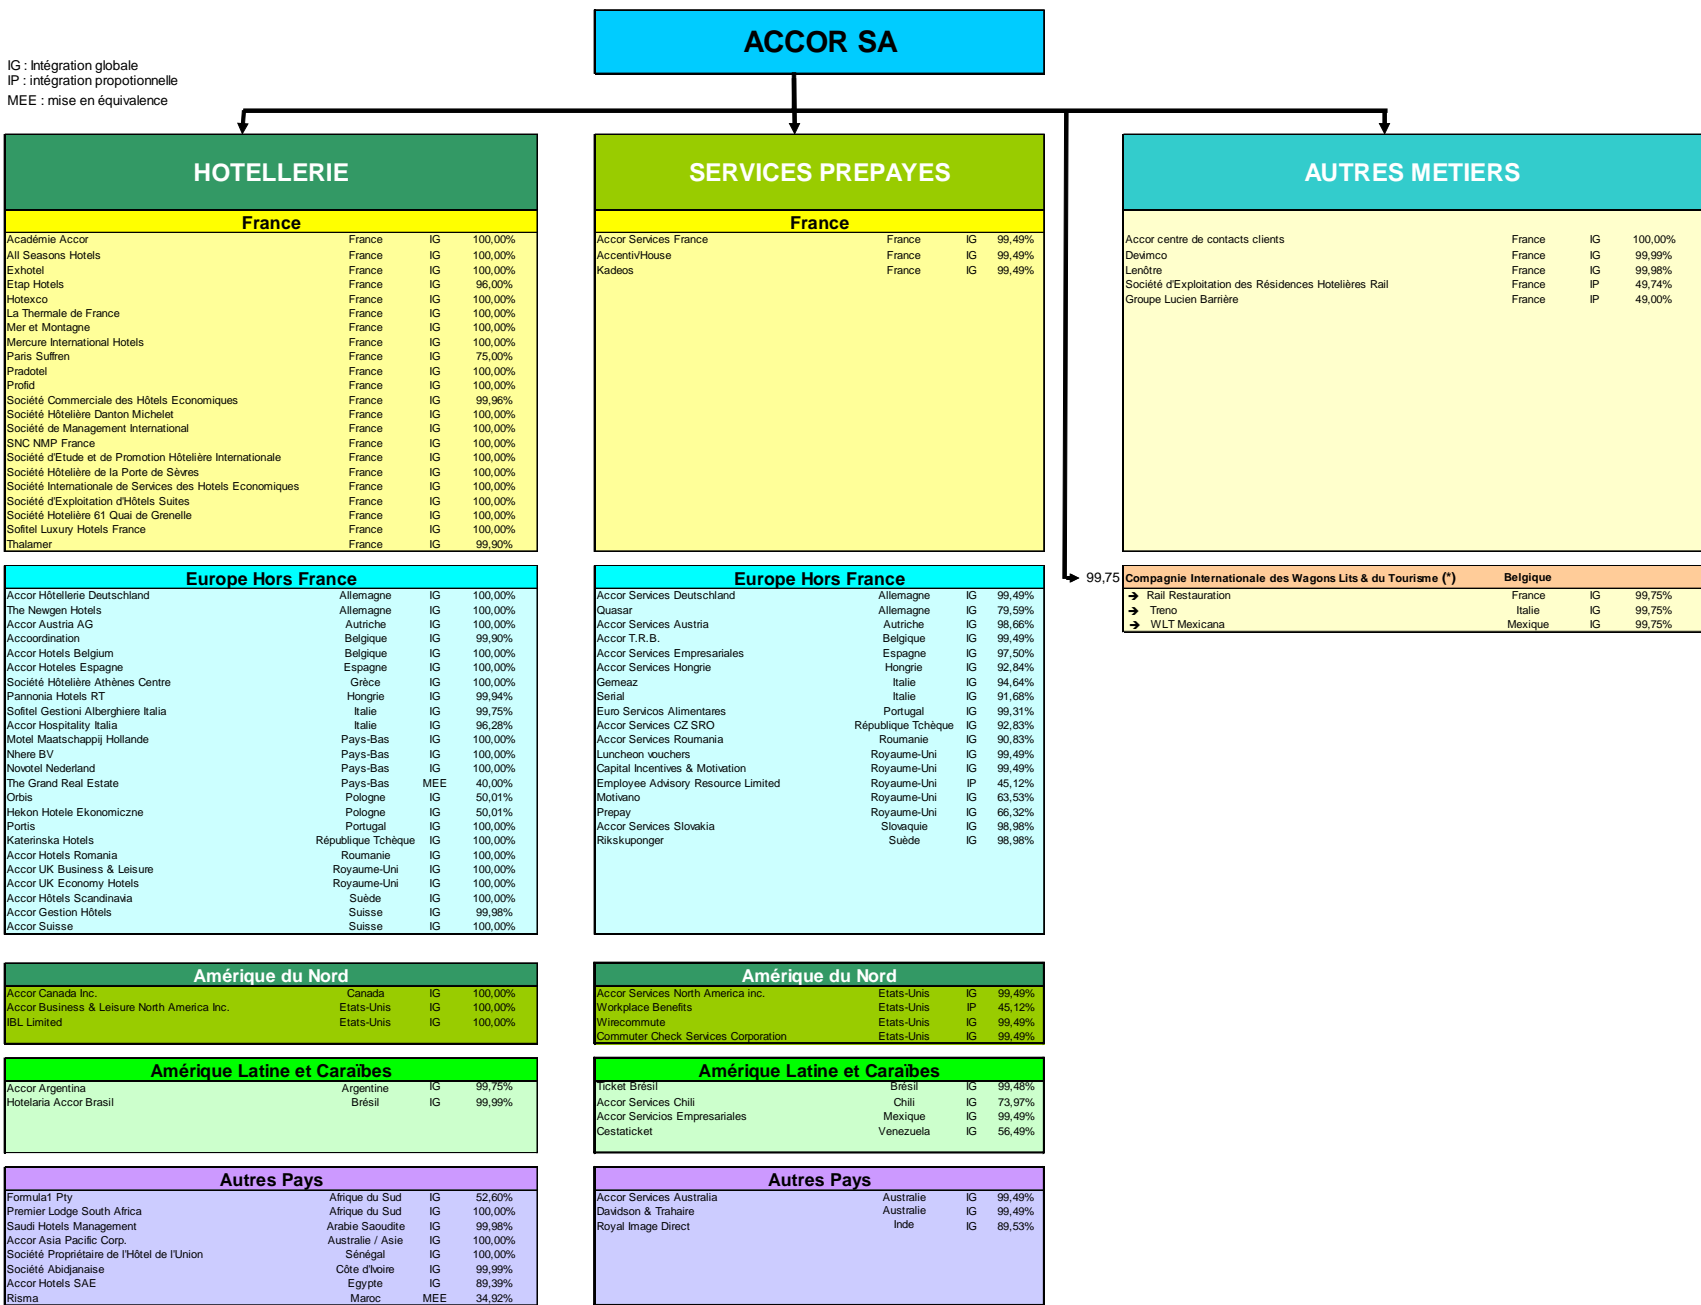 ACCOR SA
IG : Intégration globale
IP : intégration propotionnelle
MEE : mise en équivalence
HOTELLERIE
France
Académie Accor France IG 100,00%
All Seasons Hotels France IG 100,00%
Exhotel France IG 100,00%
Etap Hotels France IG 96,00%
Hotexco France IG 100,00%
La Thermale de France France IG 100,00%
Mer et Montagne France IG 100,00%
Mercure International Hotels France IG 100,00%
Paris Suffren France IG 75,00%
Pradotel France IG 100,00%
Profid France IG 100,00%
Société Commerciale des Hôtels Economiques France IG 99,96%
Société Hôtelière Danton Michelet France IG 100,00%
Société de Management International France IG 100,00%
SNC NMP France France IG 100,00%
Société d'Etude et de Promotion Hôtelière Internationale France IG 100,00%
Société Hôtelière de la Porte de Sèvres France IG 100,00%
Société Internationale de Services des Hotels Economiques France IG 100,00%
Société d'Exploitation d'Hôtels Suites France IG 100,00%
Société Hotelière 61 Quai de Grenelle France IG 100,00%
Sofitel Luxury Hotels France France IG 100,00%
Thalamer France IG 99,90%
Europe Hors France
Accor Hôtellerie Deutschland Allemagne IG 100,00%
The Newgen Hotels Allemagne IG 100,00%
Accor Austria AG Autriche IG 100,00%
Accoordination Belgique IG 99,90%
Accor Hotels Belgium Belgique IG 100,00%
Accor Hoteles Espagne Espagne IG 100,00%
Société Hôtelière Athènes Centre Grèce IG 100,00%
Pannonia Hotels RT Hongrie IG 99,94%
Sofitel Gestioni Alberghiere Italia Italie IG 99,75%
Accor Hospitality Italia Italie IG 96,28%
Motel Maatschappij Hollande Pays-Bas IG 100,00%
Nhere BV Pays-Bas IG 100,00%
Novotel Nederland Pays-Bas IG 100,00%
The Grand Real Estate Pays-Bas MEE 40,00%
Orbis Pologne IG 50,01%
Hekon Hotele Ekonomiczne Pologne IG 50,01%
Portis Portugal IG 100,00%
Katerinska Hotels République Tchèque IG 100,00%
Accor Hotels Romania Roumanie IG 100,00%
Accor UK Business & Leisure Royaume-Uni IG 100,00%
Accor UK Economy Hotels Royaume-Uni IG 100,00%
Accor Hôtels Scandinavia Suède IG 100,00%
Accor Gestion Hôtels Suisse IG 99,98%
Accor Suisse Suisse IG 100,00%
Amérique du Nord
Accor Canada Inc. Canada IG 100,00%
Accor Business & Leisure North America Inc. Etats-Unis IG 100,00%
IBL Limited Etats-Unis IG 100,00%
Amérique Latine et Caraïbes
Accor Argentina Argentine IG 99,75%
Hotelaria Accor Brasil Brésil IG 99,99%
Autres Pays
Formula1 Pty Afrique du Sud IG 52,60%
Premier Lodge South Africa Afrique du Sud IG 100,00%
Saudi Hotels Management Arabie Saoudite IG 99,98%
Accor Asia Pacific Corp. Australie / Asie IG 100,00%
Société Propriétaire de l'Hôtel de l'Union Sénégal IG 100,00%
Société Abidjanaise Côte d'Ivoire IG 99,99%
Accor Hotels SAE Egypte IG 89,39%
Risma Maroc MEE 34,92%
SERVICES PREPAYES
France
Accor Services France France IG 99,49%
Accentiv'House France IG 99,49%
Kadeos France IG 99,49%
Europe Hors France
Accor Services Deutschland Allemagne IG 99,49%
Quasar Allemagne IG 79,59%
Accor Services Austria Autriche IG 98,66%
Accor T.R.B. Belgique IG 99,49%
Accor Services Empresariales Espagne IG 97,50%
Accor Services Hongrie Hongrie IG 92,84%
Gemeaz Italie IG 94,64%
Serial Italie IG 91,68%
Euro Servicos Alimentares Portugal IG 99,31%
Accor Services CZ SRO République Tchèque IG 92,83%
Accor Services Roumania Roumanie IG 90,83%
Luncheon vouchers Royaume-Uni IG 99,49%
Capital Incentives & Motivation Royaume-Uni IG 99,49%
Employee Advisory Resource Limited Royaume-Uni IP 45,12%
Motivano Royaume-Uni IG 63,53%
Prepay Royaume-Uni IG 66,32%
Accor Services Slovakia Slovaquie IG 98,98%
Rikskuponger Suède IG 98,98%
Amérique du Nord
Accor Services North America inc. Etats-Unis IG 99,49%
Workplace Benefits Etats-Unis IP 45,12%
Wirecommute Etats-Unis IG 99,49%
Commuter Check Services Corporation Etats-Unis IG 99,49%
Amérique Latine et Caraïbes
Ticket Brésil Brésil IG 99,48%
Accor Services Chili Chili IG 73,97%
Accor Servicios Empresariales Mexique IG 99,49%
Cestaticket Venezuela IG 56,49%
Autres Pays
Accor Services Australia Australie IG 99,49%
Davidson & Trahaire Australie IG 99,49%
Royal Image Direct Inde IG 89,53%
AUTRES METIERS
Accor centre de contacts clients France IG 100,00%
Devimco France IG 99,99%
Lenôtre France IG 99,98%
Société d'Exploitation des Résidences Hotelières Rail France IP 49,74%
Groupe Lucien Barrière France IP 49,00%
99,75 Compagnie Internationale des Wagons Lits & du Tourisme (*) Belgique
➔ Rail Restauration France IG 99,75%
➔ Treno Italie IG 99,75%
➔ WLT Mexicana Mexique IG 99,75%